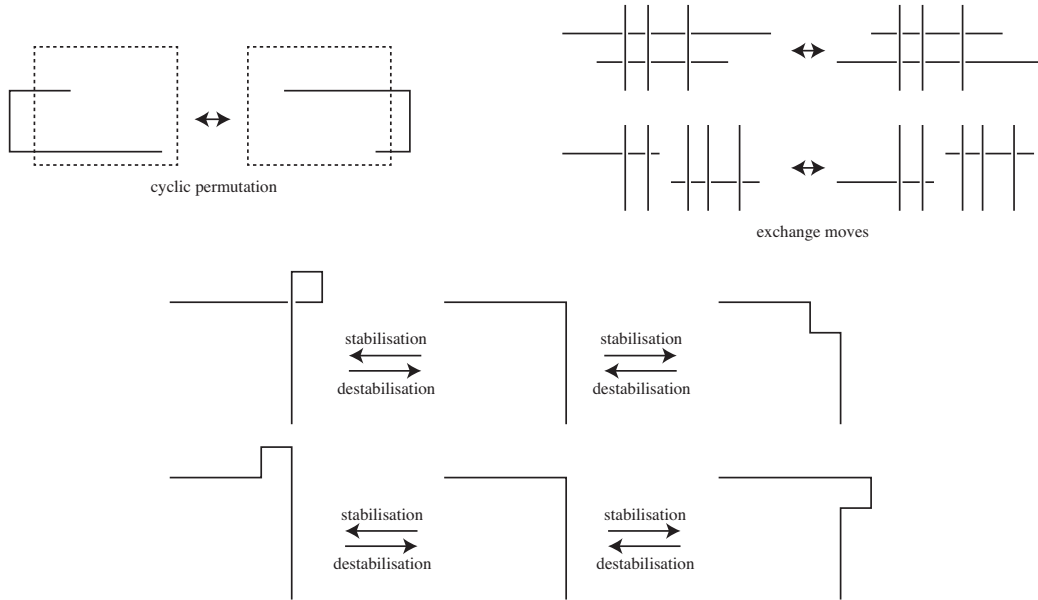 cyclic permutation
exchange moves
stabilisation
destabilisation
stabilisation
destabilisation
stabilisation
destabilisation
stabilisation
destabilisation